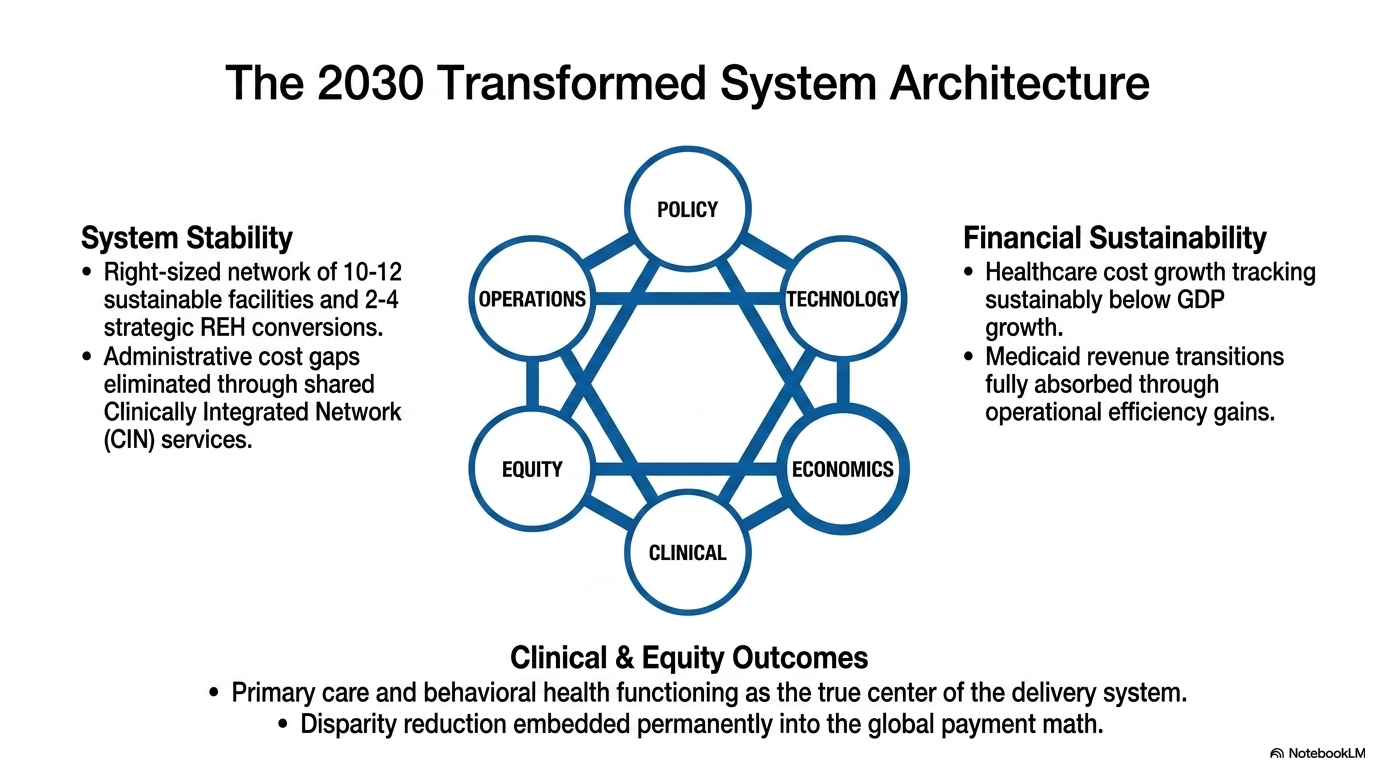 The 2030 Transformed System Architecture
System Stability
• Right-sized network of 10-12
sustainable facilities and 2-4
strategic REH conversions.
• Administrative cost gaps
eliminated through shared
Clinically Integrated Network
(CIN) services.
POLICY
OPERATIONS
TECHNOLOGY
EQUITY
ECONOMICS
CLINICAL
Financial Sustainability
• Healthcare cost growth tracking
sustainably below GDP
growth.
• Medicaid revenue transitions
fully absorbed through
operational efficiency gains.
Clinical & Equity Outcomes
• Primary care and behavioral health functioning as the true center of the delivery system.
• Disparity reduction embedded permanently into the global payment math.
NotebookLM